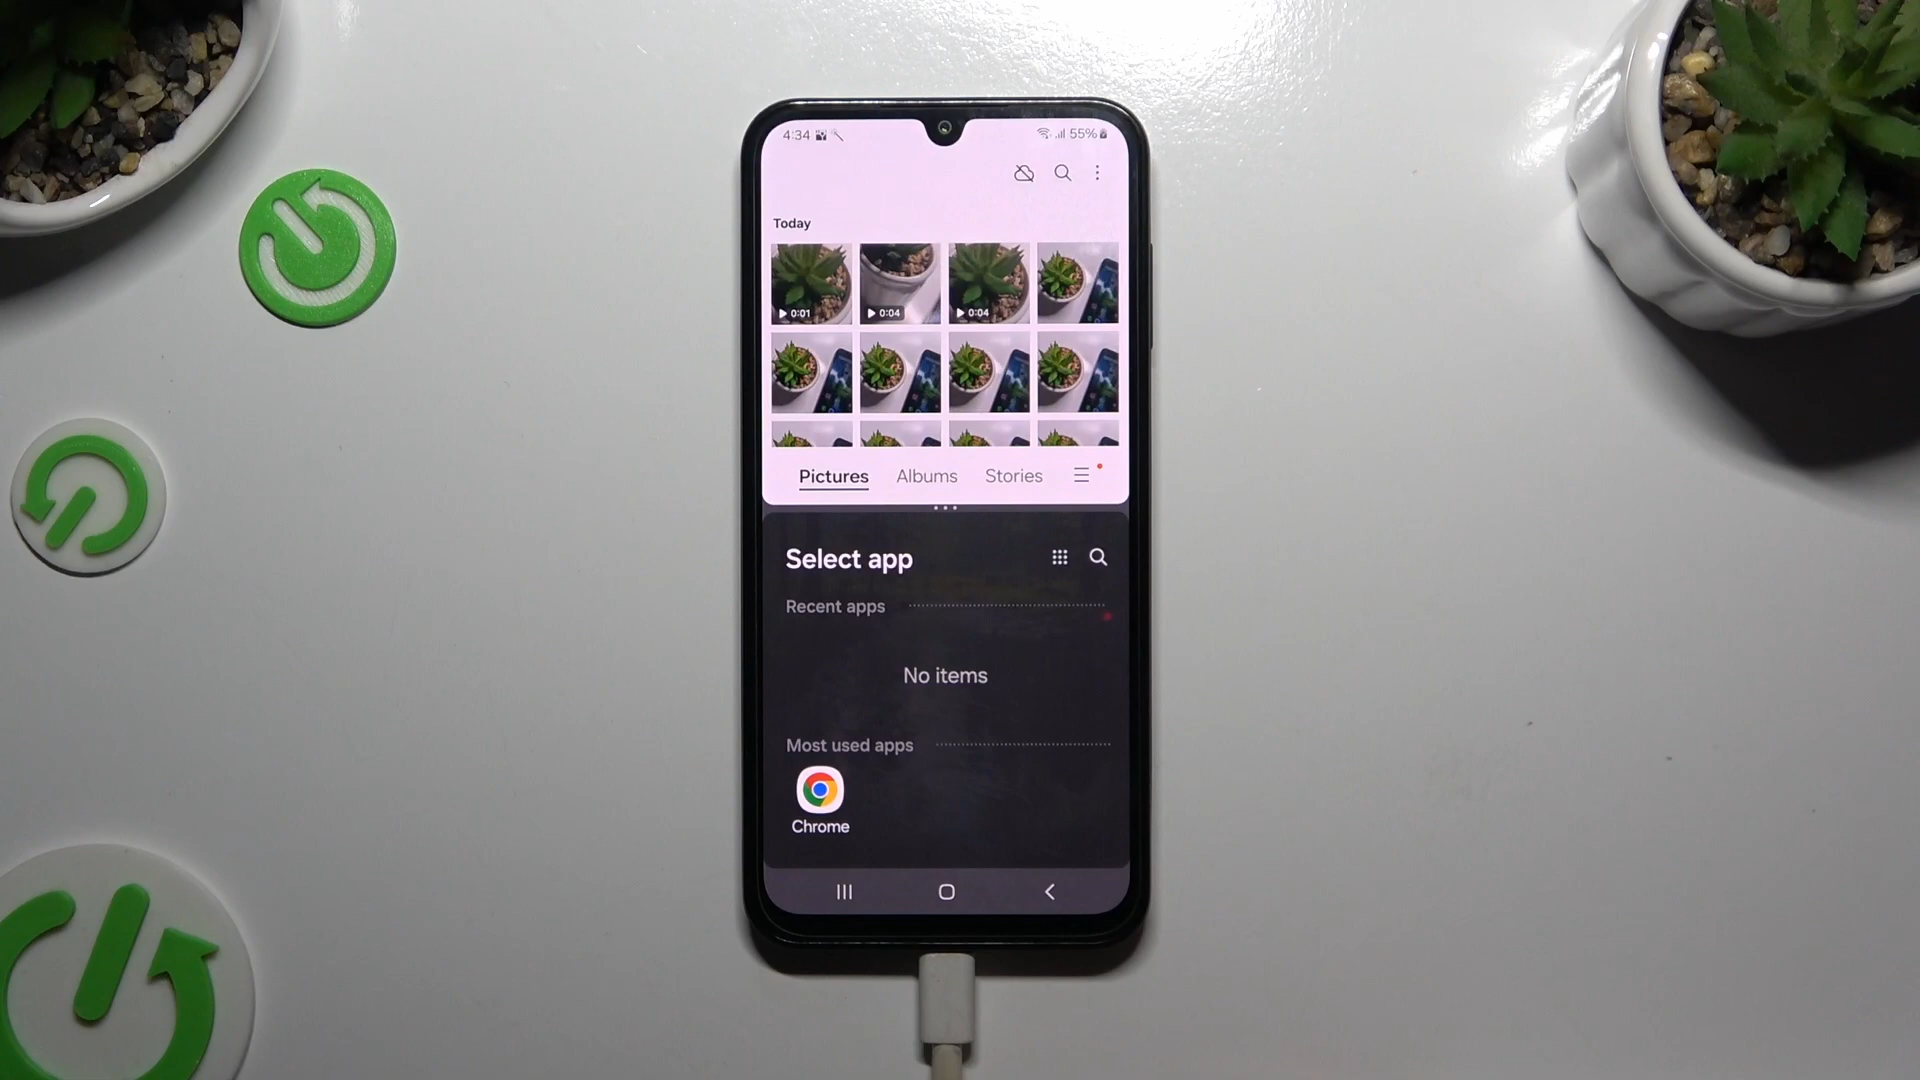 4:34 55%
Today
0:01 0:04 0:04
Pictures Albums Stories
Select app
Recent apps
No items
Most used apps
Chrome